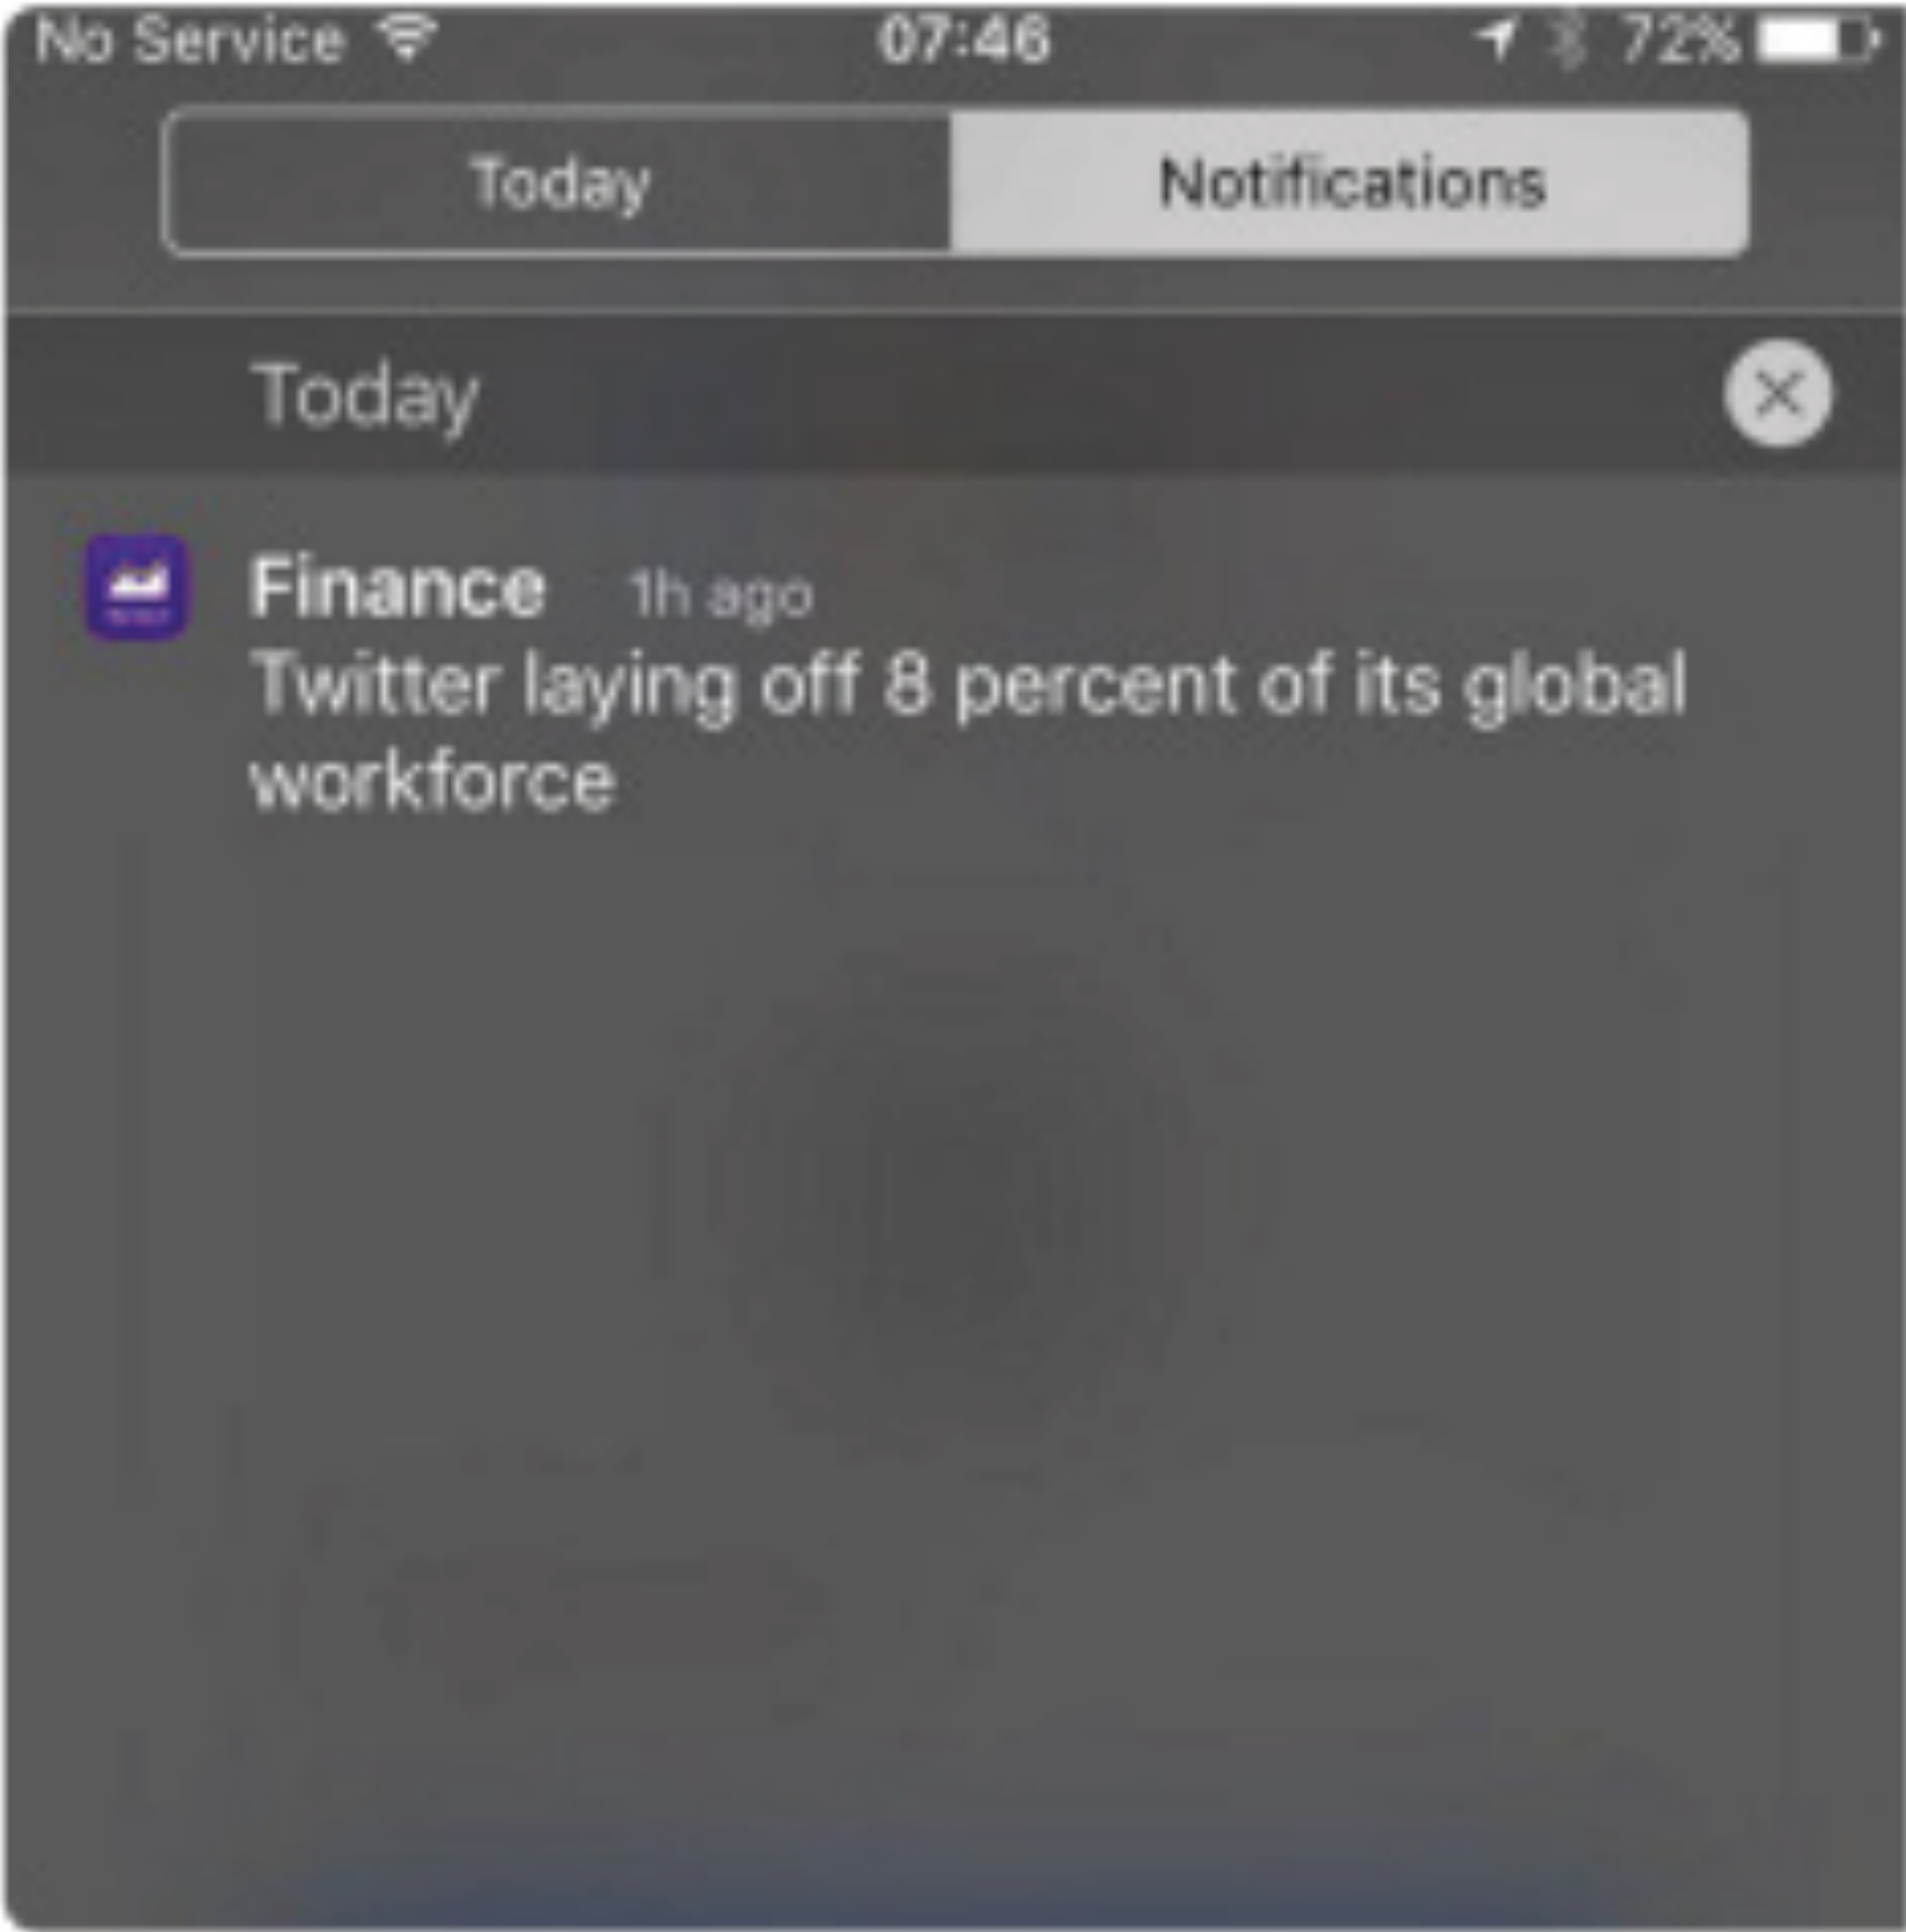 No Service 07:46 72%
Today Notifications
Today
Finance 1h ago
Twitter laying off 8 percent of its global
workforce